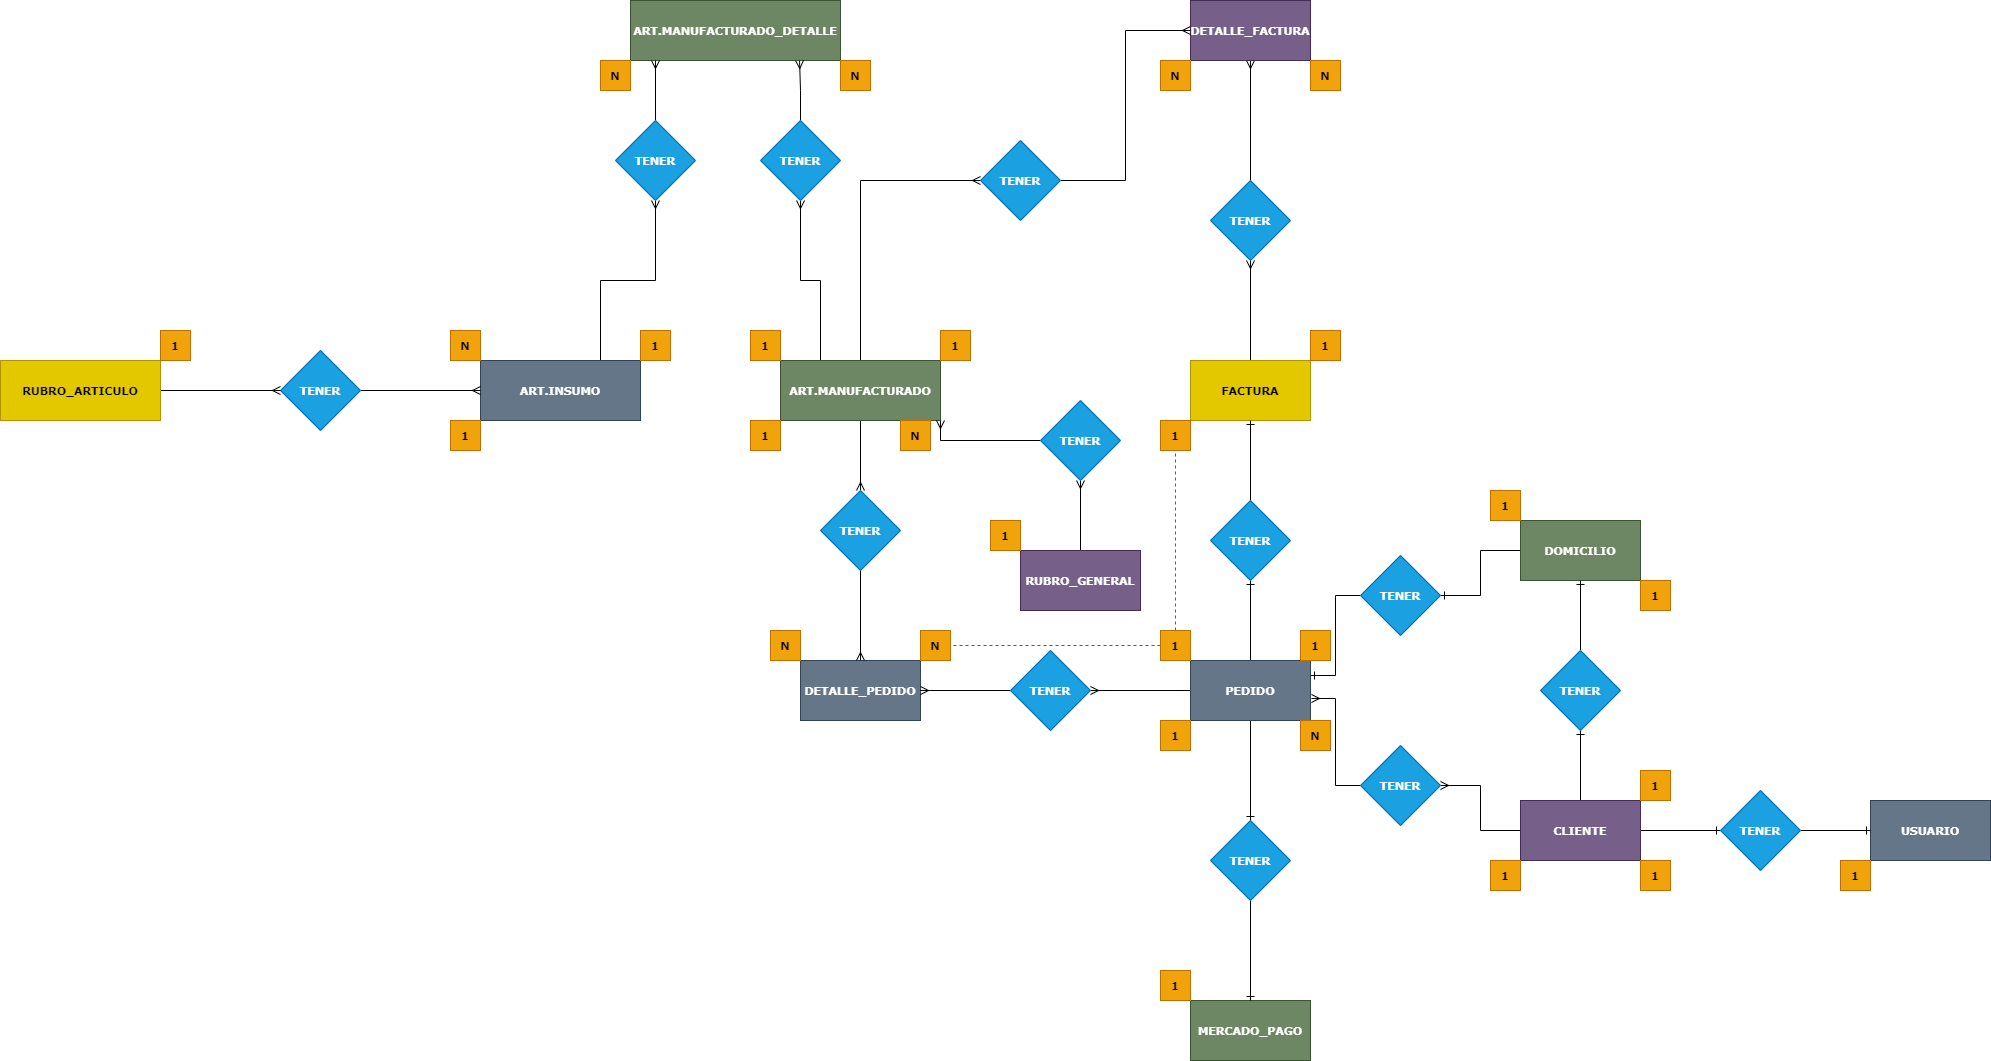 ART.MANUFACTURADO_DETALLE
DETALLE_FACTURA
N
N
N
N
TENER
TENER
TENER
TENER
1
N
1
1
1
1
RUBRO_ARTICULO
TENER
ART.INSUMO
ART.MANUFACTURADO
FACTURA
1
1
N
TENER
1
1
TENER
TENER
1
DOMICILIO
RUBRO_GENERAL
TENER
1
N
N
1
1
DETALLE_PEDIDO
TENER
PEDIDO
TENER
1
N
TENER
1
CLIENTE
TENER
USUARIO
TENER
1
1
1
1
MERCADO_PAGO